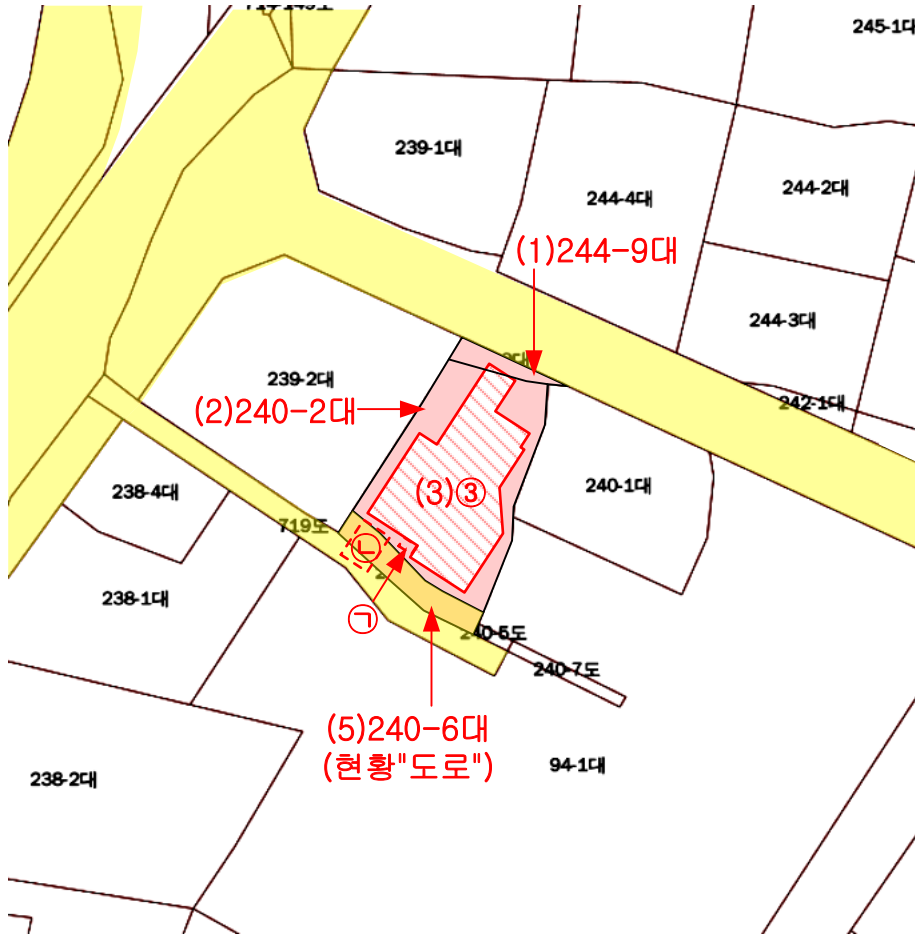 245-1대
239-1대
244-4대
244-2대
(1)244-9대
244-3대
239-2대
(2)240-2대
242-1대
(3)③
238-4대
240-1대
719도
㉡
238-1대
㉠
240-5도
240-7도
(5)240-6대
(현황"도로")
94-1대
238-2대